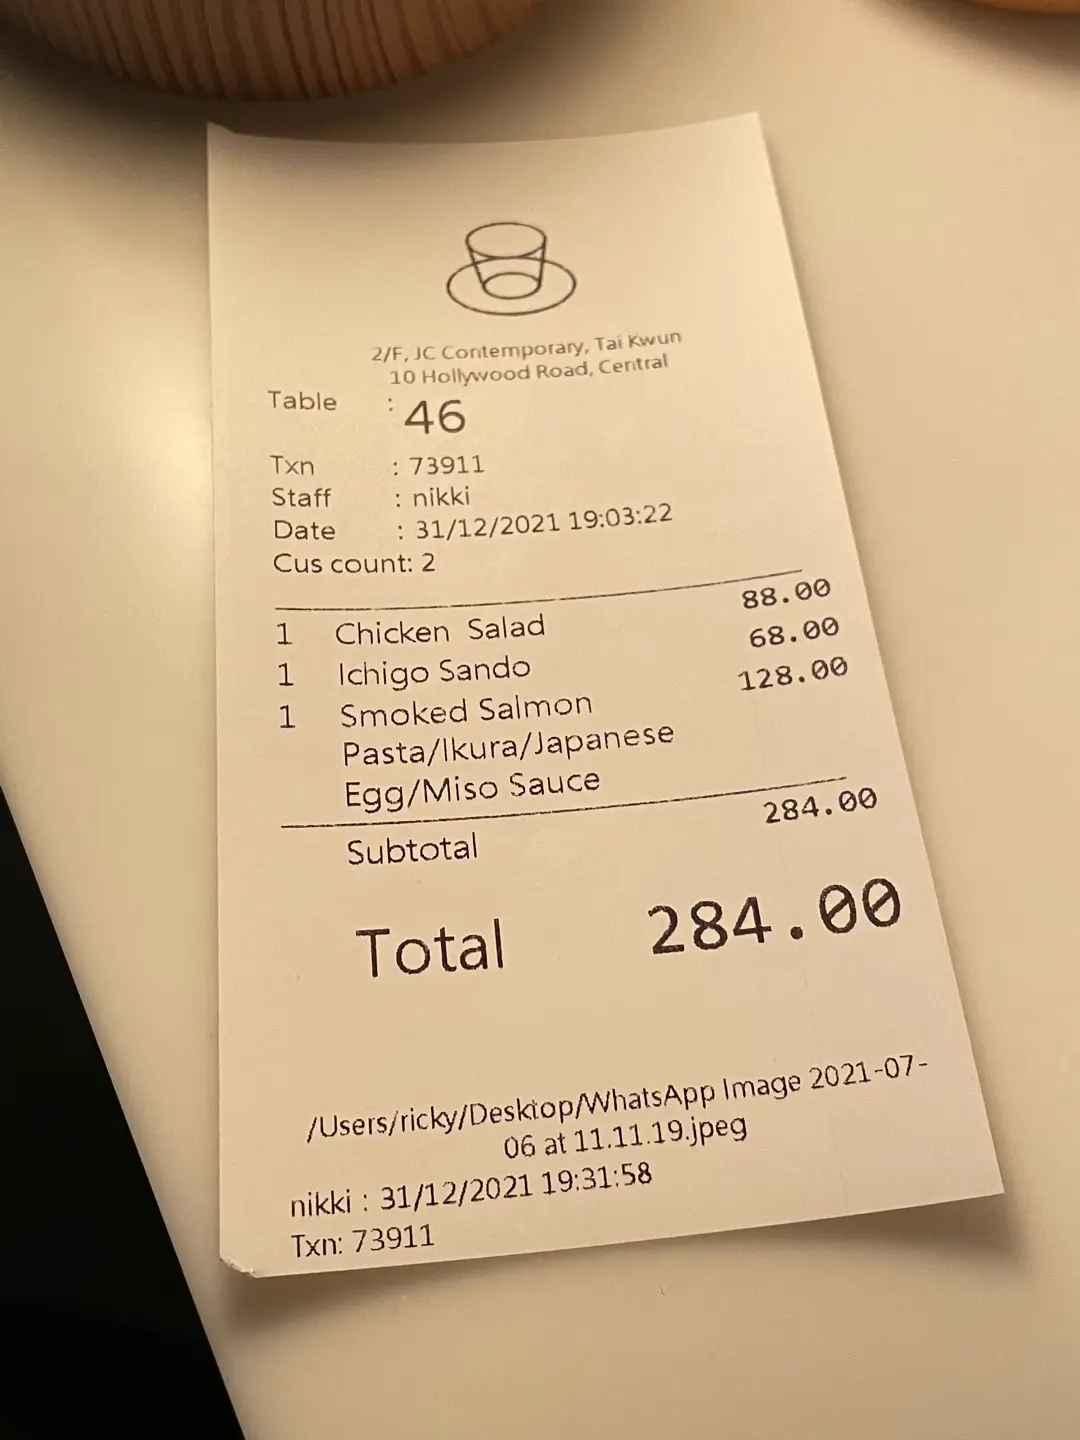 2/F, JC Contemporary, Tai Kwun
10 Hollywood Road, Central
Table : 46
Txn : 73911
Staff : nikki
Date : 31/12/2021 19:03:22
Cus count: 2
1 Chicken Salad 88.00
1 Ichigo Sando 68.00
1 Smoked Salmon 128.00
Pasta/Ikura/Japanese
Egg/Miso Sauce
Subtotal 284.00
Total 284.00
/Users/ricky/Desktop/WhatsApp Image 2021-07-
06 at 11.11.19.jpeg
nikki : 31/12/2021 19:31:58
Txn: 73911